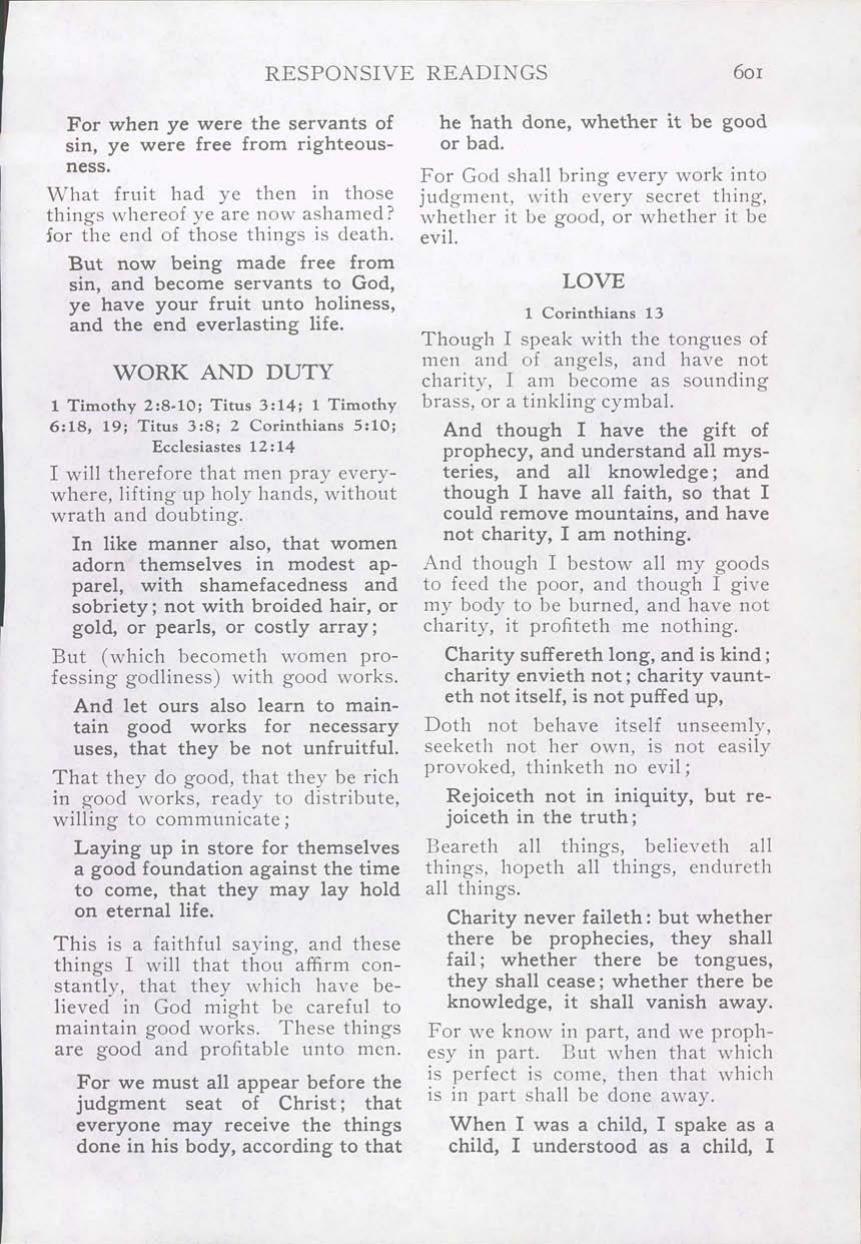 RESPONSIVE READINGS 601
For when ye were the servants of
sin, ye were free from righteous-
ness.
What fruit had ye then in those
things whereof ye are now ashamed?
for the end of those things is death.
But now being made free from
sin, and become servants to God,
ye have your fruit unto holiness,
and the end everlasting life.
WORK AND DUTY
1 Timothy 2:8-10; Titus 3:14; 1 Timothy
6:18, 19; Titus 3:8; 2 Corinthians 5:10;
Ecclesiastes 12:14
I will therefore that men pray every-
where, lifting up holy hands, without
wrath and doubting.
In like manner also, that women
adorn themselves in modest ap-
parel, with shamefacedness and
sobriety; not with broided hair, or
gold, or pearls, or costly array;
But (which becometh women pro-
fessing godliness) with good works.
And let ours also learn to main-
tain good works for necessary
uses, that they be not unfruitful.
That they do good, that they be rich
in good works, ready to distribute,
willing to communicate;
Laying up in store for themselves
a good foundation against the time
to come, that they may lay hold
on eternal life.
This is a faithful saying, and these
things I will that thou affirm con-
stantly, that they which have be-
lieved in God might be careful to
maintain good works. These things
are good and profitable unto men.
For we must all appear before the
judgment seat of Christ; that
everyone may receive the things
done in his body, according to that
he hath done, whether it be good
or bad.
For God shall bring every work into
judgment, with every secret thing,
whether it be good, or whether it be
evil.
LOVE
1 Corinthians 13
Though I speak with the tongues of
men and of angels, and have not
charity, I am become as sounding
brass, or a tinkling cymbal.
And though I have the gift of
prophecy, and understand all mys-
teries, and all knowledge; and
though I have all faith, so that I
could remove mountains, and have
not charity, I am nothing.
And though I bestow all my goods
to feed the poor, and though I give
my body to be burned, and have not
charity, it profiteth me nothing.
Charity suffereth long, and is kind;
charity envieth not; charity vaunt-
eth not itself, is not puffed up,
Doth not behave itself unseemly,
seeketh not her own, is not easily
provoked, thinketh no evil;
Rejoiceth not in iniquity, but re-
joiceth in the truth;
Beareth all things, believeth all
things, hopeth all things, endureth
all things.
Charity never faileth: but whether
there be prophecies, they shall
fail; whether there be tongues,
they shall cease; whether there be
knowledge, it shall vanish away.
For we know in part, and we proph-
esy in part. But when that which
is perfect is come, then that which
is in part shall be done away.
When I was a child, I spake as a
child, I understood as a child, I